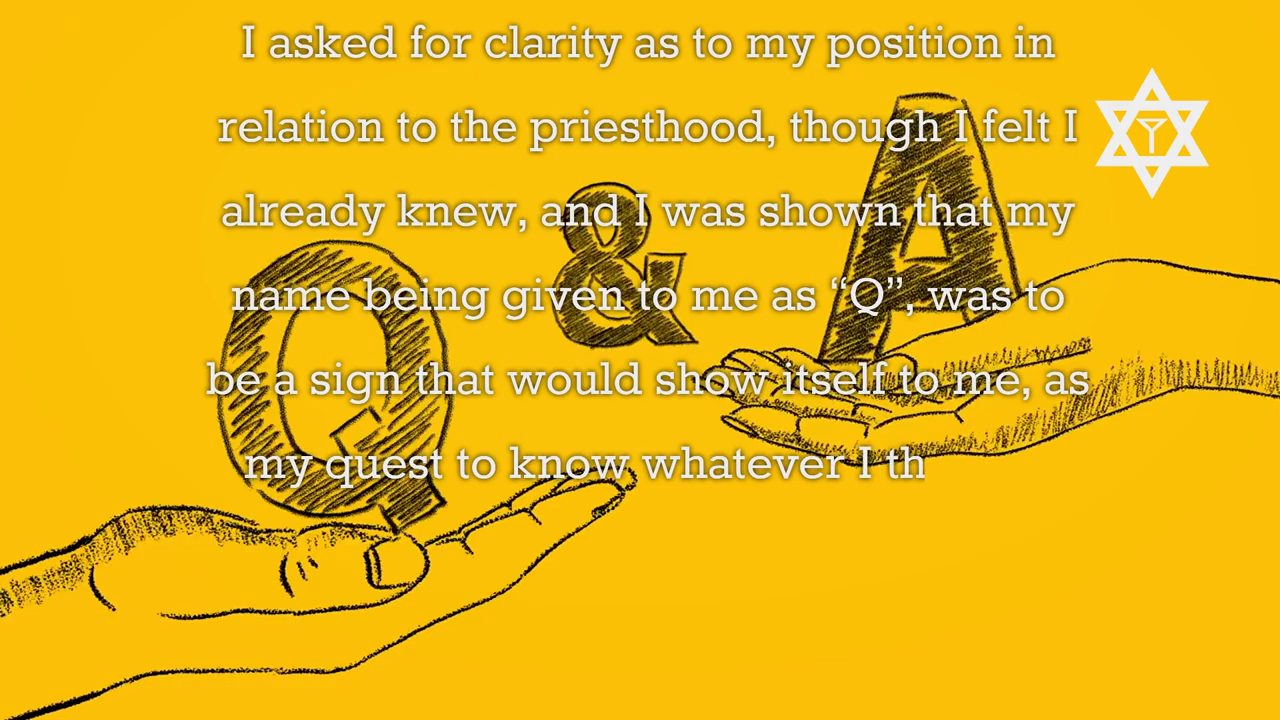 I asked for clarity as to my position in
relation to the priesthood, though I felt I
already knew, and I was shown that my
name being given to me as “Q”, was to
be a sign that would show itself to me, as
my quest to know whatever I th
Q & A